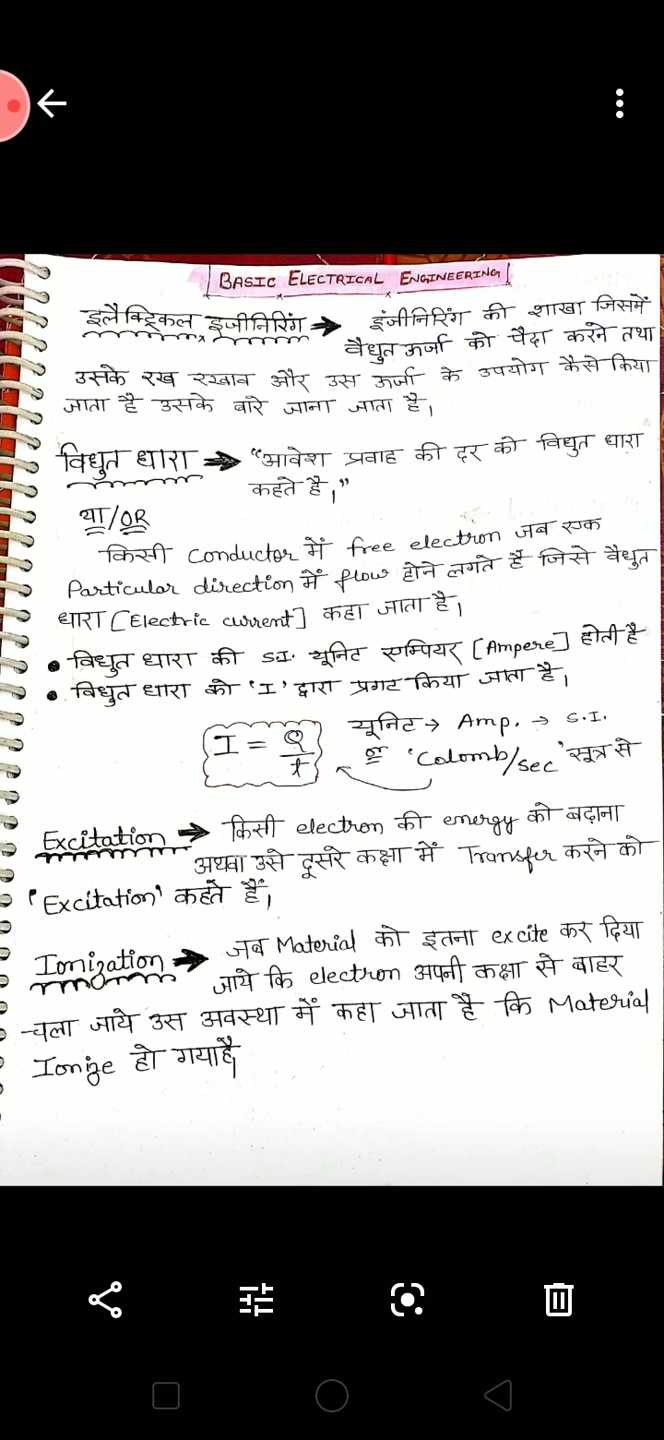 BASIC ELECTRICAL ENGINEERING
इलैक्ट्रिकल इजीनिरिंग → इंजीनिरिंग की शाखा जिसमें
वैधुत ऊर्जा को पैदा करने तथा
उसके रख रखाव और उस ऊर्जा के उपयोग कैसे किया
जाता है उसके बारे जाना जाता है,
विधुत धारा → "आवेश प्रवाह की दर को विधुत धारा
कहते है,"
या/OR
किसी conductor में free electron जब एक
Particular direction में flow होने लगते है जिसे वैधुत
धारा [Electric current] कहा जाता है,
• विधुत धारा की S.I. यूनिट एम्पियर [Ampere] होती है
• विधुत धारा को 'I' द्वारा प्रगट किया जाता है,
I = Q/t यूनिट → Amp. → S.I.
or 'Colomb/sec' सूत्र से
Excitation → किसी electron की energy को बढ़ाना
अथवा उसे दूसरे कक्षा में Transfer करने को
'Excitation' कहते हैं,
Ionization → जब Material को इतना excite कर दिया
जाये कि electron अपनी कक्षा से बाहर
चला जाये उस अवस्था में कहा जाता है कि Material
Ionize हो गया है,